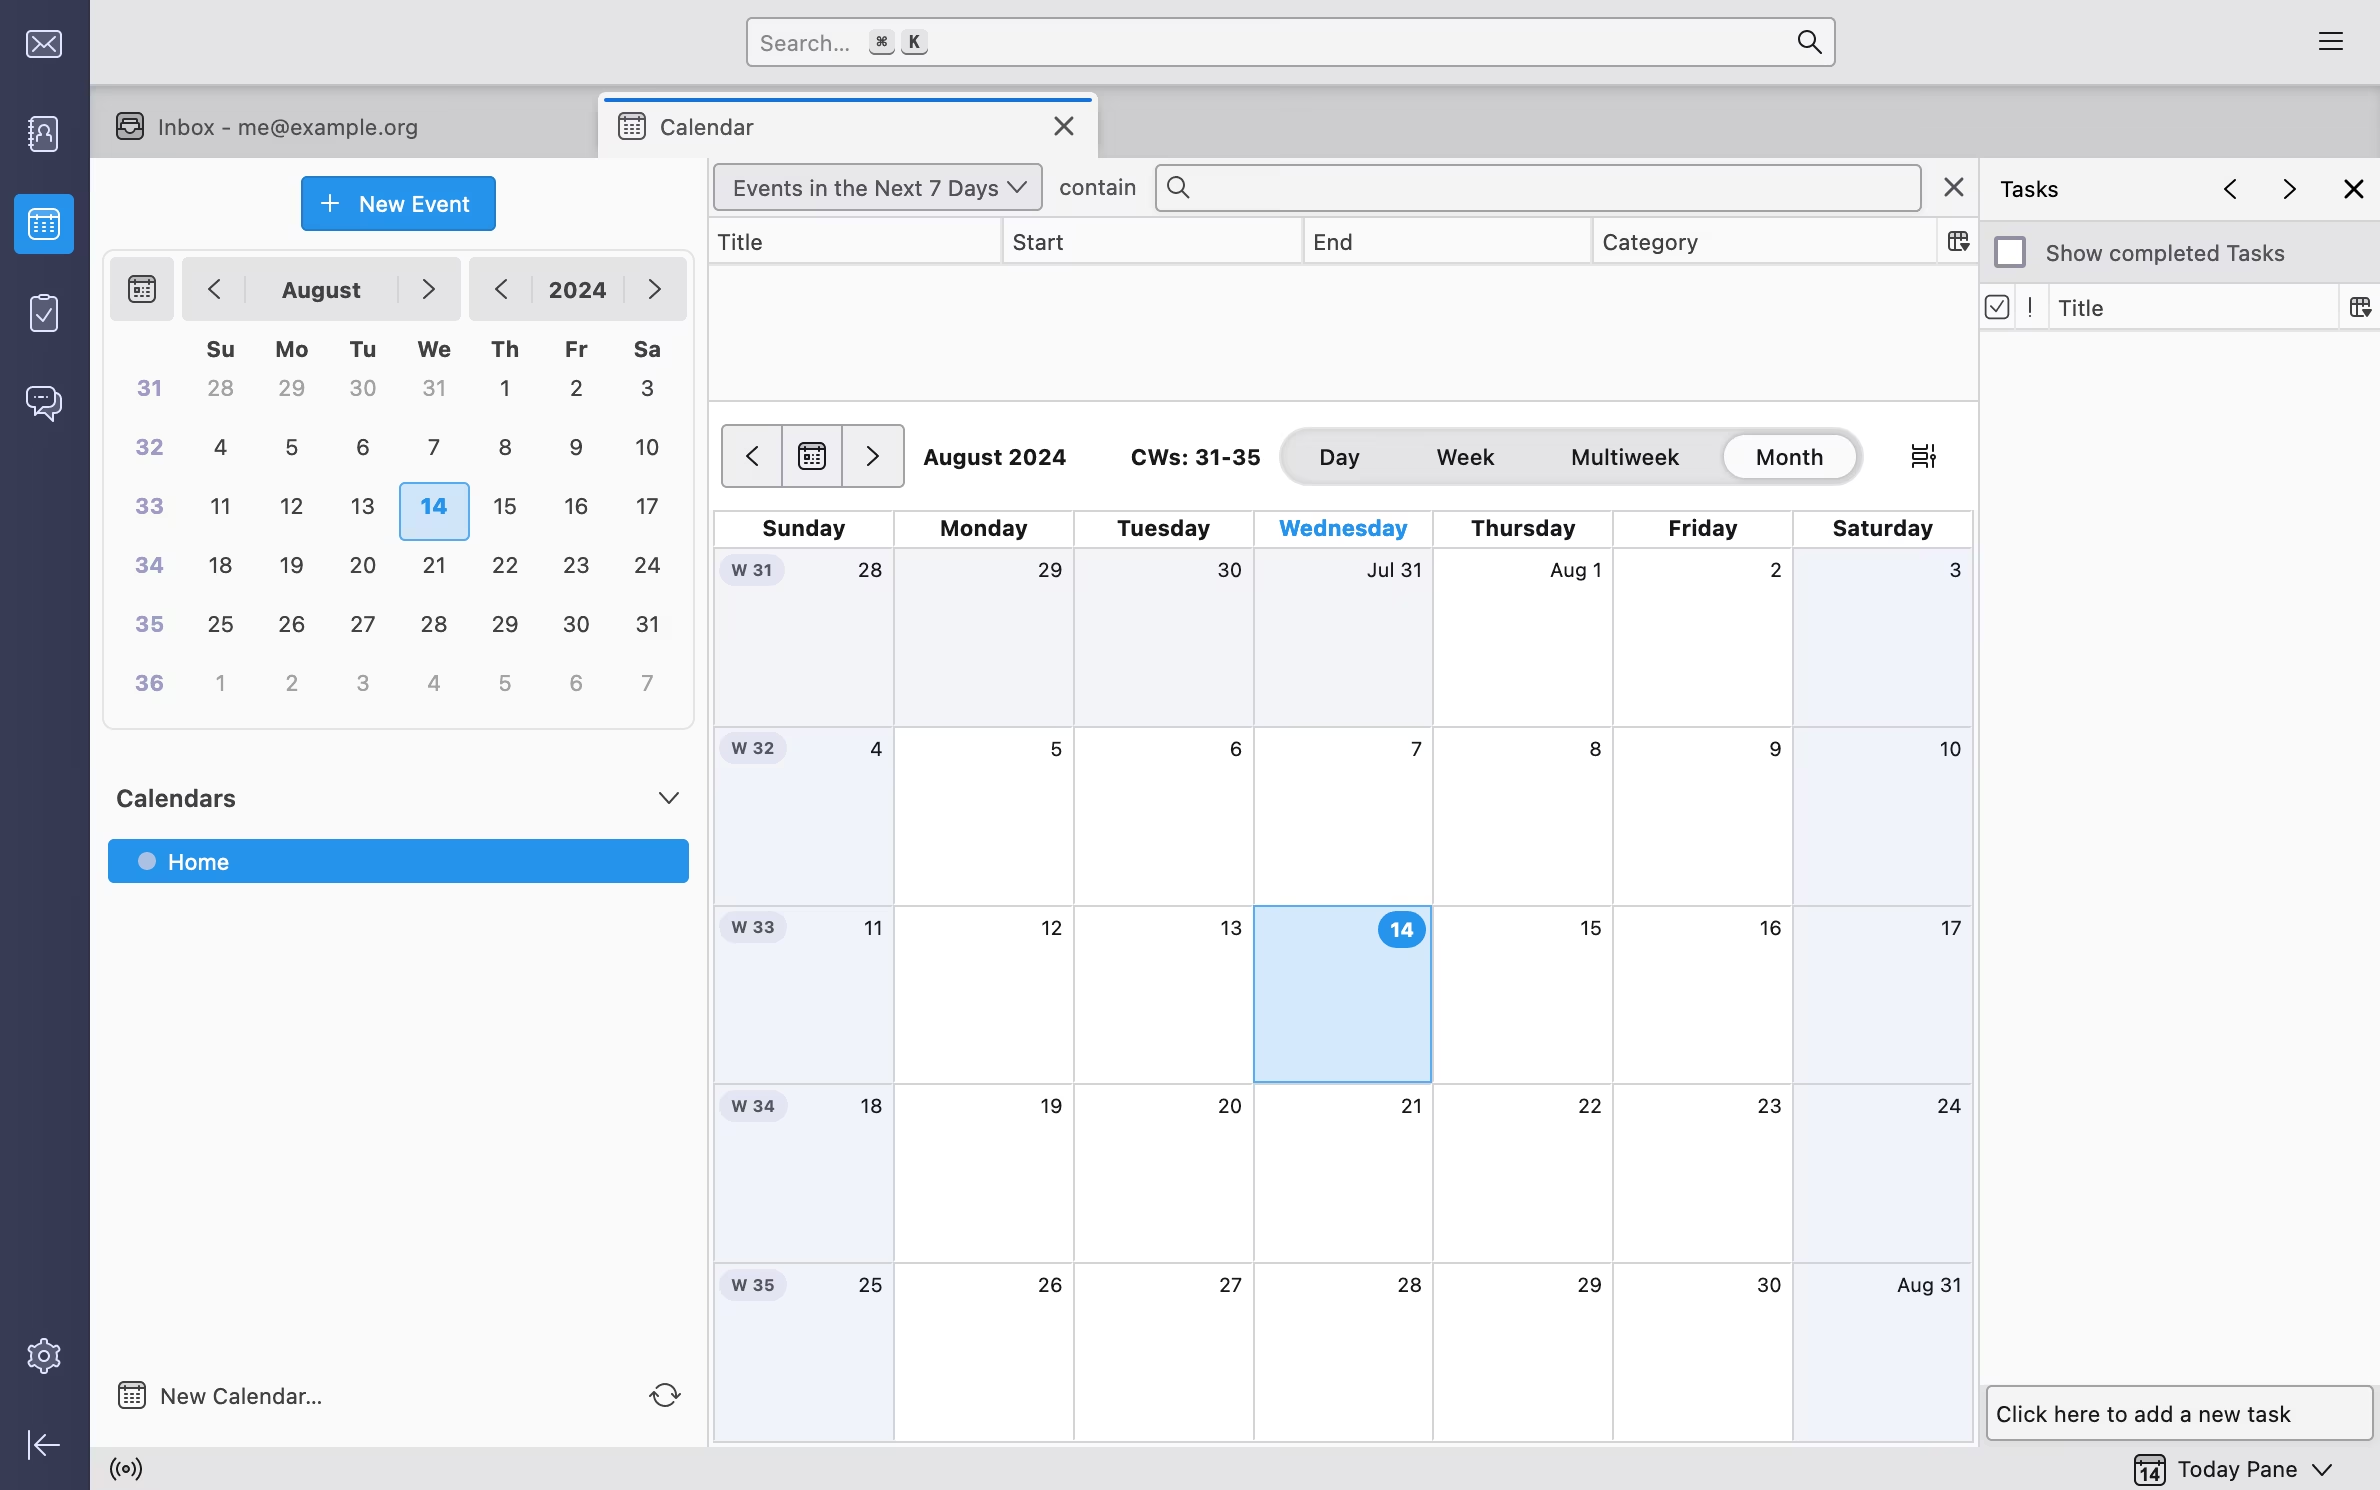 Search... ⌘ K
Inbox - me@example.org
Calendar
New Event
August
2024
Su Mo Tu We Th Fr Sa
31 28 29 30 31 1 2 3
32 4 5 6 7 8 9 10
33 11 12 13 14 15 16 17
34 18 19 20 21 22 23 24
35 25 26 27 28 29 30 31
36 1 2 3 4 5 6 7
Calendars
Home
New Calendar...
Events in the Next 7 Days contain
Title Start End Category
August 2024 CWs: 31-35 Day Week Multiweek Month
Sunday Monday Tuesday Wednesday Thursday Friday Saturday
W 31 28 29 30 Jul 31 Aug 1 2 3
W 32 4 5 6 7 8 9 10
W 33 11 12 13 14 15 16 17
W 34 18 19 20 21 22 23 24
W 35 25 26 27 28 29 30 Aug 31
Tasks
Show completed Tasks
! Title
Click here to add a new task
14 Today Pane